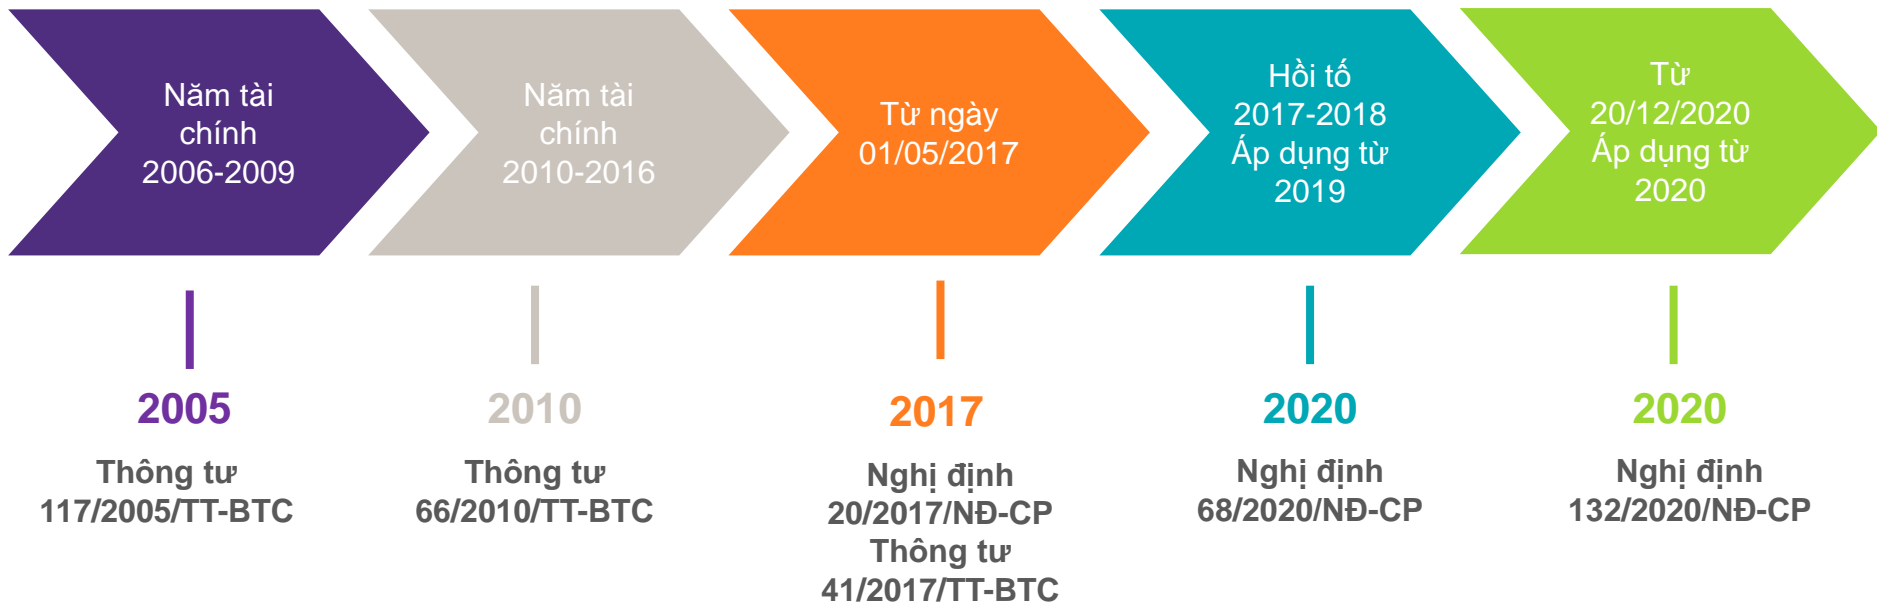 Năm tài
chính
2006-2009
Năm tài
chính
2010-2016
Từ ngày
01/05/2017
Hồi tố
2017-2018
Áp dụng từ
2019
Từ
20/12/2020
Áp dụng từ
2020
2005
Thông tư
117/2005/TT-BTC
2010
Thông tư
66/2010/TT-BTC
2017
Nghị định
20/2017/NĐ-CP
Thông tư
41/2017/TT-BTC
2020
Nghị định
68/2020/NĐ-CP
2020
Nghị định
132/2020/NĐ-CP